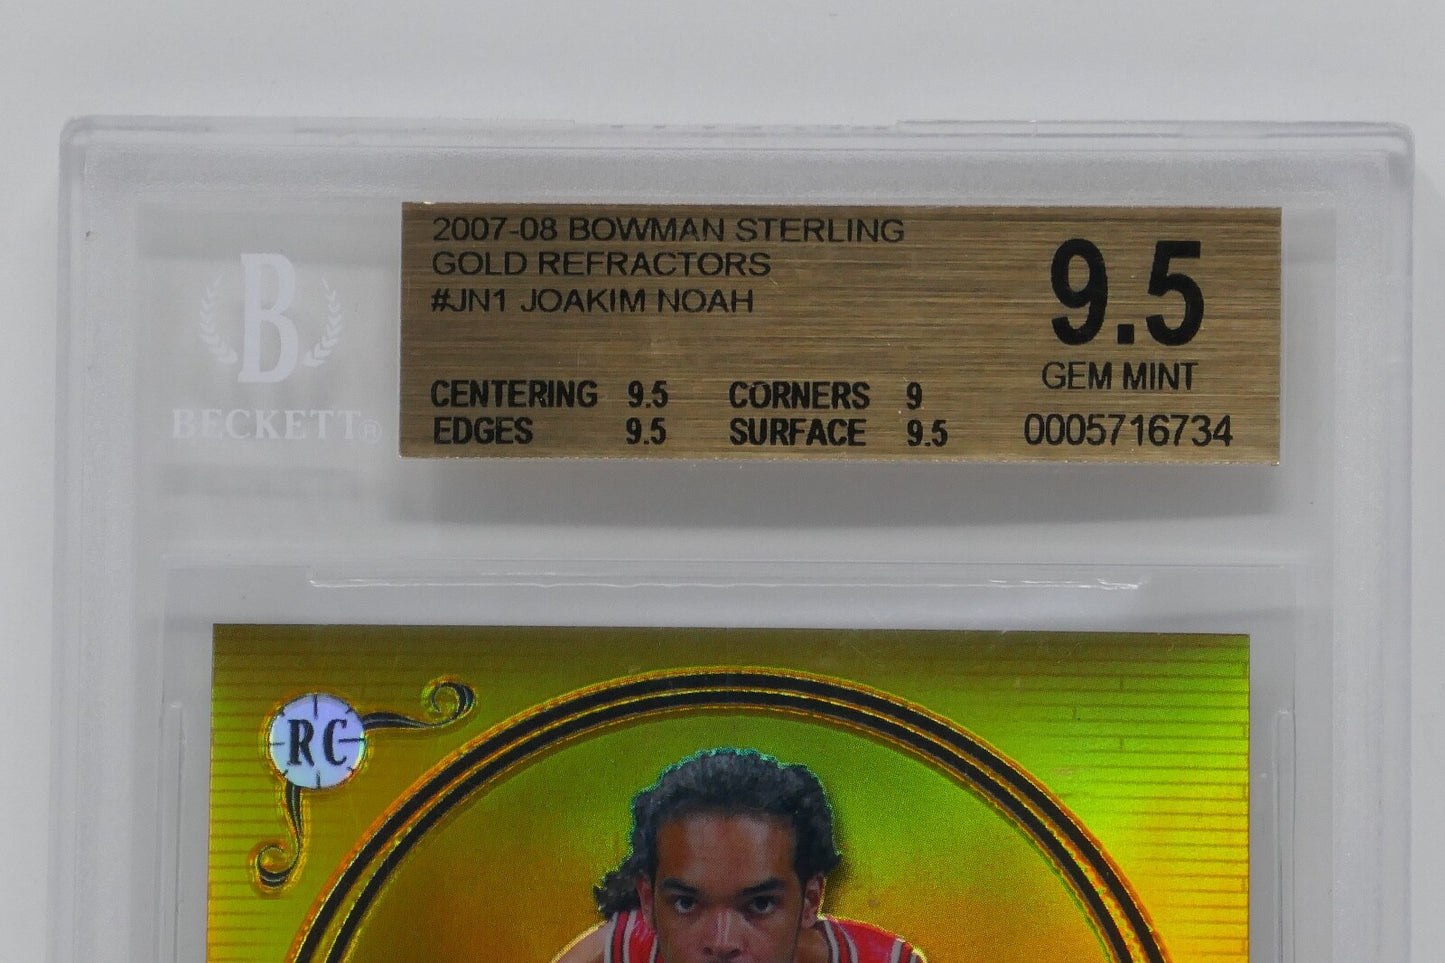 B
BECKETT®
2007-08 BOWMAN STERLING
GOLD REFRACTORS
#JN1 JOAKIM NOAH
9.5
GEM MINT
CENTERING 9.5 CORNERS 9
EDGES 9.5 SURFACE 9.5
0005716734
RC